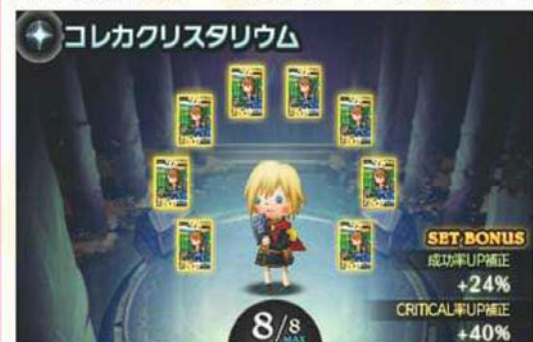 コレカクリスタリウム
SET BONUS
成功率UP補正
+24%
CRITICAL率UP補正
+40%
8/8
MAX